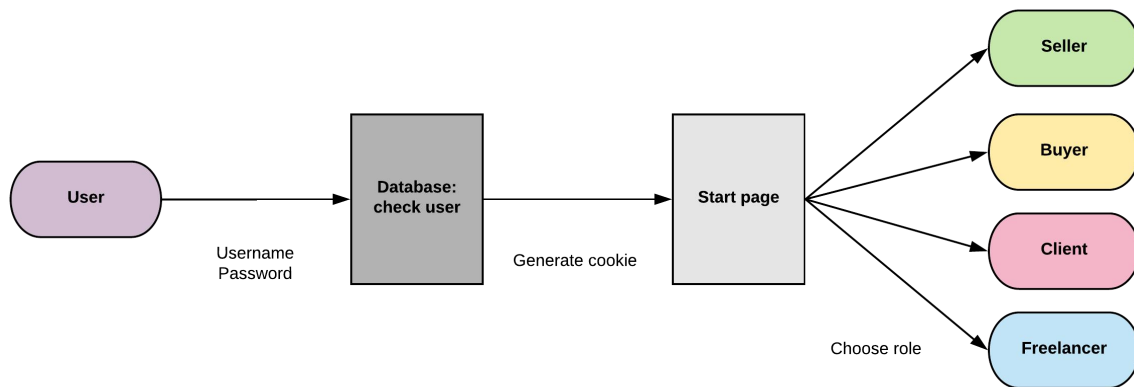 User
Username
Password
Database:
check user
Generate cookie
Start page
Choose role
Seller
Buyer
Client
Freelancer